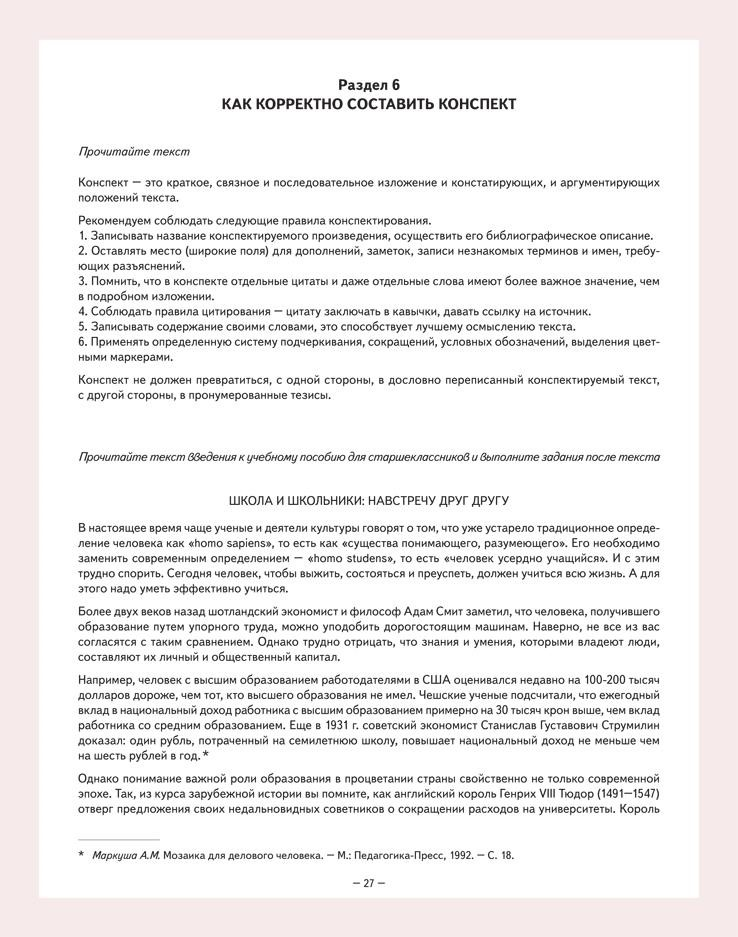 Раздел 6
КАК КОРРЕКТНО СОСТАВИТЬ КОНСПЕКТ
Прочитайте текст
Конспект — это краткое, связное и последовательное изложение и констатирующих, и аргументирующих
положений текста.
Рекомендуем соблюдать следующие правила конспектирования.
1. Записывать название конспектируемого произведения, осуществить его библиографическое описание.
2. Оставлять место (широкие поля) для дополнений, заметок, записи незнакомых терминов и имен, требу-
ющих разъяснений.
3. Помнить, что в конспекте отдельные цитаты и даже отдельные слова имеют более важное значение, чем
в подробном изложении.
4. Соблюдать правила цитирования — цитату заключать в кавычки, давать ссылку на источник.
5. Записывать содержание своими словами, это способствует лучшему осмыслению текста.
6. Применять определенную систему подчеркивания, сокращений, условных обозначений, выделения цвет-
ными маркерами.
Конспект не должен превратиться, с одной стороны, в дословно переписанный конспектируемый текст,
с другой стороны, в пронумерованные тезисы.
Прочитайте текст введения к учебному пособию для старшеклассников и выполните задания после текста
ШКОЛА И ШКОЛЬНИКИ: НАВСТРЕЧУ ДРУГ ДРУГУ
В настоящее время чаще ученые и деятели культуры говорят о том, что уже устарело традиционное опреде-
ление человека как «homo sapiens», то есть как «существа понимающего, разумеющего». Его необходимо
заменить современным определением — «homo studens», то есть «человек усердно учащийся». И с этим
трудно спорить. Сегодня человек, чтобы выжить, состояться и преуспеть, должен учиться всю жизнь. А для
этого надо уметь эффективно учиться.
Более двух веков назад шотландский экономист и философ Адам Смит заметил, что человека, получившего
образование путем упорного труда, можно уподобить дорогостоящим машинам. Наверно, не все из вас
согласятся с таким сравнением. Однако трудно отрицать, что знания и умения, которыми владеют люди,
составляют их личный и общественный капитал.
Например, человек с высшим образованием работодателями в США оценивался недавно на 100-200 тысяч
долларов дороже, чем тот, кто высшего образования не имел. Чешские ученые подсчитали, что ежегодный
вклад в национальный доход работника с высшим образованием примерно на 30 тысяч крон выше, чем вклад
работника со средним образованием. Еще в 1931 г. советский экономист Станислав Густавович Струмилин
доказал: один рубль, потраченный на семилетнюю школу, повышает национальный доход не меньше чем
на шесть рублей в год.*
Однако понимание важной роли образования в процветании страны свойственно не только современной
эпохе. Так, из курса зарубежной истории вы помните, как английский король Генрих VIII Тюдор (1491—1547)
отверг предложения своих недальновидных советников о сокращении расходов на университеты. Король
* Маркуша А.М. Мозаика для делового человека. — М.: Педагогика-Пресс, 1992. — С. 18.
— 27 —